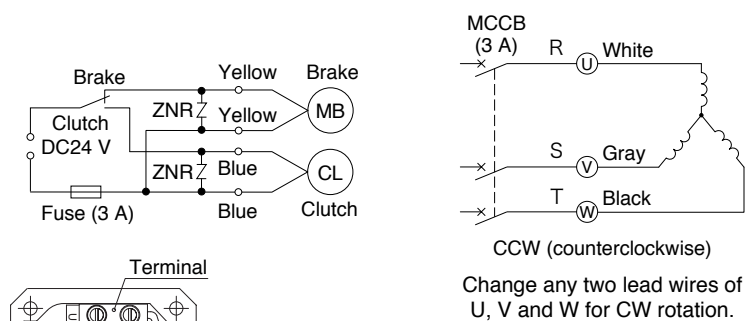 Brake
Clutch
DC24 V
Fuse (3 A)
ZNR
Yellow
Yellow
Brake
MB
ZNR
Blue
Blue
CL
Clutch
Terminal
U
MCCB
(3 A)
R
U
White
S
V
Gray
T
W
Black
CCW (counterclockwise)
Change any two lead wires of
U, V and W for CW rotation.